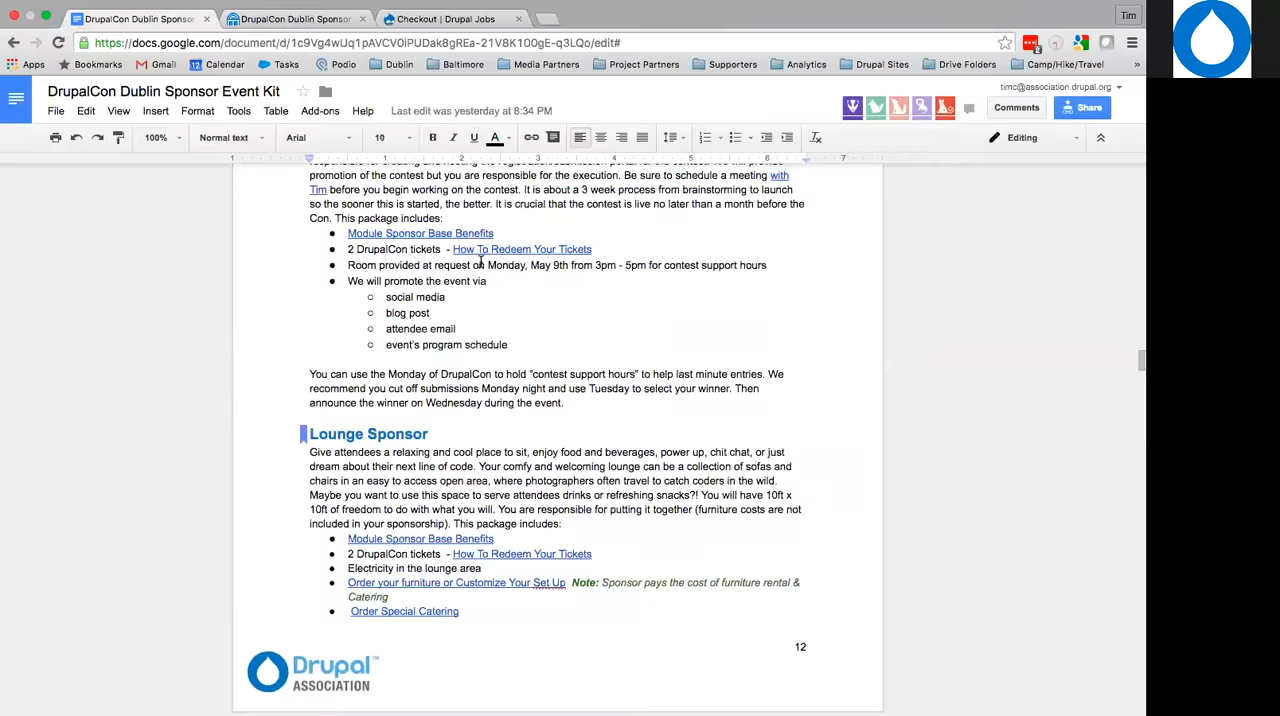 DrupalCon Dublin Sponsor
DrupalCon Dublin Sponsor
Checkout | Drupal Jobs
Tim
https://docs.google.com/document/d/1c9Vg4wUq1pAVCV0iPUDak8gREa-21V8K10OgE-q3LQo/edit#
Apps Bookmarks Gmail Calendar Tasks Podio Dublin Baltimore Media Partners Project Partners Supporters Analytics Drupal Sites Drive Folders Camp/Hike/Travel »
DrupalCon Dublin Sponsor Event Kit
timc@association.drupal.org
File Edit View Insert Format Tools Table Add-ons Help Last edit was yesterday at 8:34 PM
Comments Share
100% Normal text Arial 10 B I U A Editing
1 1 2 3 4 5 6 7
promotion of the contest but you are responsible for the execution. Be sure to schedule a meeting with
Tim before you begin working on the contest. It is about a 3 week process from brainstorming to launch
so the sooner this is started, the better. It is crucial that the contest is live no later than a month before the
Con. This package includes:
● Module Sponsor Base Benefits
● 2 DrupalCon tickets - How To Redeem Your Tickets
● Room provided at request on Monday, May 9th from 3pm - 5pm for contest support hours
● We will promote the event via
○ social media
○ blog post
○ attendee email
○ event's program schedule
You can use the Monday of DrupalCon to hold “contest support hours” to help last minute entries. We
recommend you cut off submissions Monday night and use Tuesday to select your winner. Then
announce the winner on Wednesday during the event.
Lounge Sponsor
Give attendees a relaxing and cool place to sit, enjoy food and beverages, power up, chit chat, or just
dream about their next line of code. Your comfy and welcoming lounge can be a collection of sofas and
chairs in an easy to access open area, where photographers often travel to catch coders in the wild.
Maybe you want to use this space to serve attendees drinks or refreshing snacks?! You will have 10ft x
10ft of freedom to do with what you will. You are responsible for putting it together (furniture costs are not
included in your sponsorship). This package includes:
● Module Sponsor Base Benefits
● 2 DrupalCon tickets - How To Redeem Your Tickets
● Electricity in the lounge area
● Order your furniture or Customize Your Set Up Note: Sponsor pays the cost of furniture rental &
Catering
● Order Special Catering
12
Drupal™
ASSOCIATION